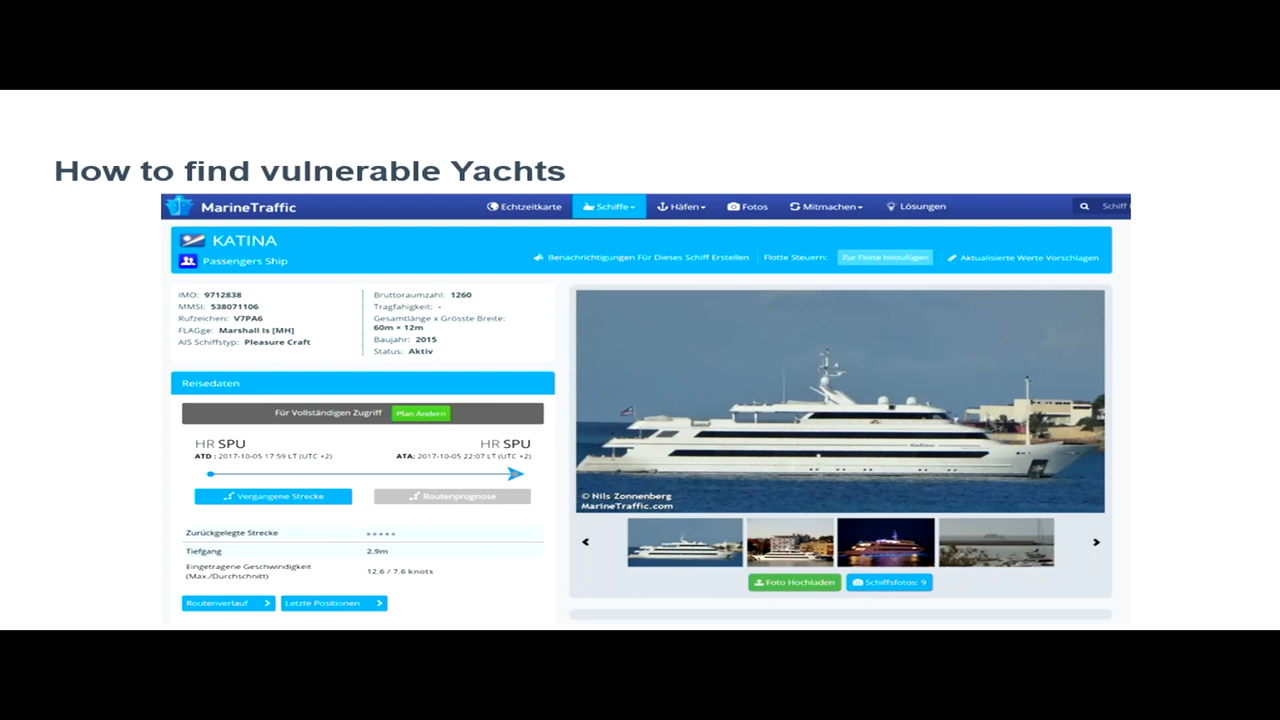 How to find vulnerable Yachts
MarineTraffic
Echtzeitkarte
Schiffe
Häfen
Fotos
Mitmachen
Lösungen
Schiff
KATINA
Passengers Ship
Benachrichtigungen Für Dieses Schiff Erstellen
Flotte Steuern:
Zur Flotte hinzufügen
Aktualisierte Werte Vorschlagen
IMO: 9712838
MMSI: 538071106
Rufzeichen: V7PA6
FLAGge: Marshall Is [MH]
AIS Schiffstyp: Pleasure Craft
Bruttoraumzahl: 1260
Tragfahigkeit: -
Gesamtlänge x Grösste Breite:
60m × 12m
Baujahr: 2015
Status: Aktiv
Reisedaten
Für Vollständigen Zugriff
Plan Ändern
HR SPU
HR SPU
ATD : 2017-10-05 17:59 LT (UTC +2)
ATA: 2017-10-05 22:07 LT (UTC +2)
Vergangene Strecke
Routenprognose
Zurückgelegte Strecke
Tiefgang 2.9m
Eingetragene Geschwindigkeit
(Max./Durchschnitt)
12.6 / 7.6 knots
Routenverlauf
Letzte Positionen
© Nils Zonnenberg
MarineTraffic.com
Foto Hochladen
Schiffsfotos: 9